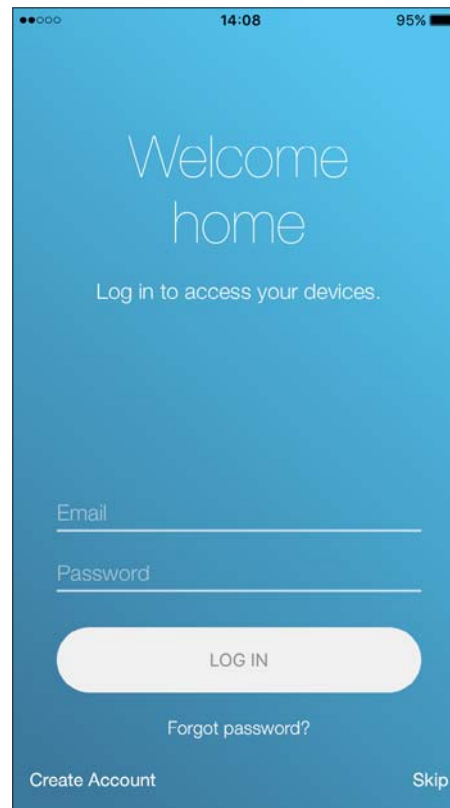 14:08 95%
Welcome
home
Log in to access your devices.
Email
Password
LOG IN
Forgot password?
Create Account Skip